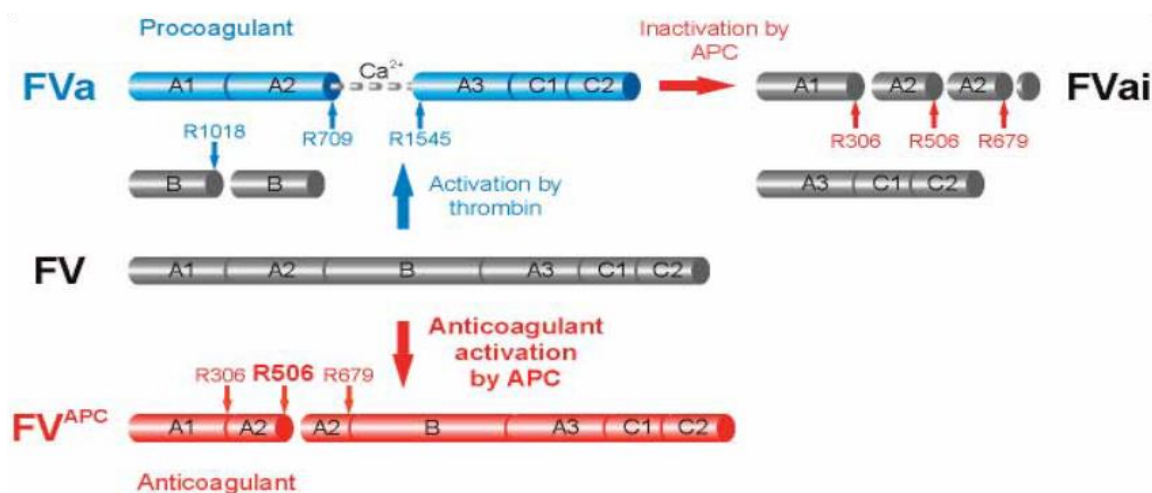 Procoagulant
Inactivation by
APC
FVa
A1 A2 Ca²⁺ A3 C1 C2
A1 A2 A2
FVai
R1018
R709 R1545
R306 R506 R679
B B
Activation by
thrombin
A3 C1 C2
FV
A1 A2 B A3 C1 C2
Anticoagulant
activation
by APC
R306 R506 R679
FVᴬᴾᶜ
A1 A2 A2 B A3 C1 C2
Anticoagulant